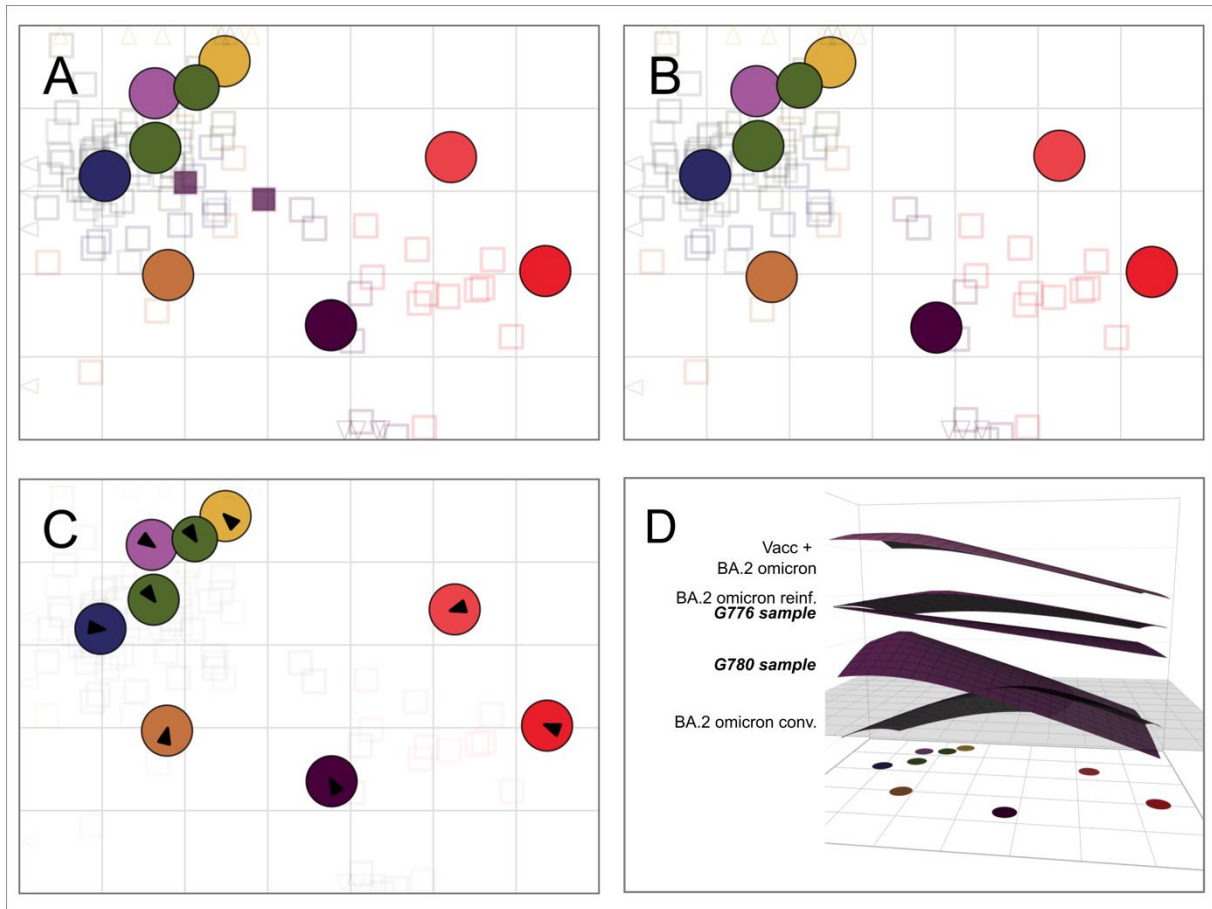 A
B
C
D
Vacc +
BA.2 omicron
BA.2 omicron reinf.
G776 sample
G780 sample
BA.2 omicron conv.